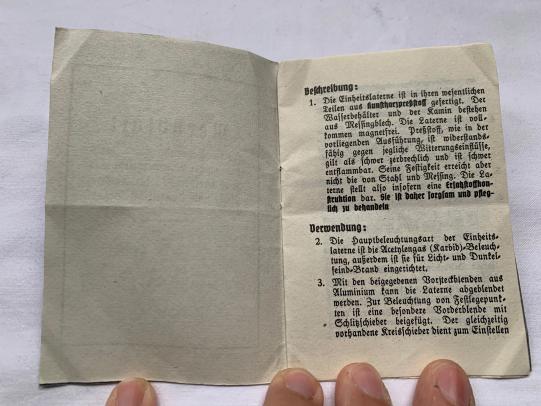 Beschreibung:
1. Die Einheitslaterne ist in ihren wesentlichen
Teilen aus Kunstharzpreßstoff gefertigt. Der
Wasserbehälter und der Kamin bestehen
aus Messingblech. Die Laterne ist voll-
kommen magnetfrei. Preßstoff, wie in der
vorliegenden Ausführung, ist widerstands-
fähig gegen jegliche Witterungseinflüsse,
gilt als schwer zerbrechlich und ist schwer
entflammbar. Seine Festigkeit erreicht aber
nicht die von Stahl und Messing. Die La-
terne stellt also insofern eine Ersatzstoffkon-
struktion dar. Sie ist daher sorgsam und pfleg-
lich zu behandeln
Verwendung:
2. Die Hauptbeleuchtungsart der Einheits-
laterne ist die Acetylengas (Karbid)-Beleuch-
tung, außerdem ist sie für Licht- und Dunkel-
feind-Brand eingerichtet.
3. Mit den beigegebenen Vorsteckblenden aus
Aluminium kann die Laterne abgeblendet
werden. Zur Beleuchtung von Festlegepunk-
ten ist eine besondere Vorderblende mit
Schlitzschieber beigefügt. Der gleichzeitig
vorhandene Kreisschieber dient zum Einstellen